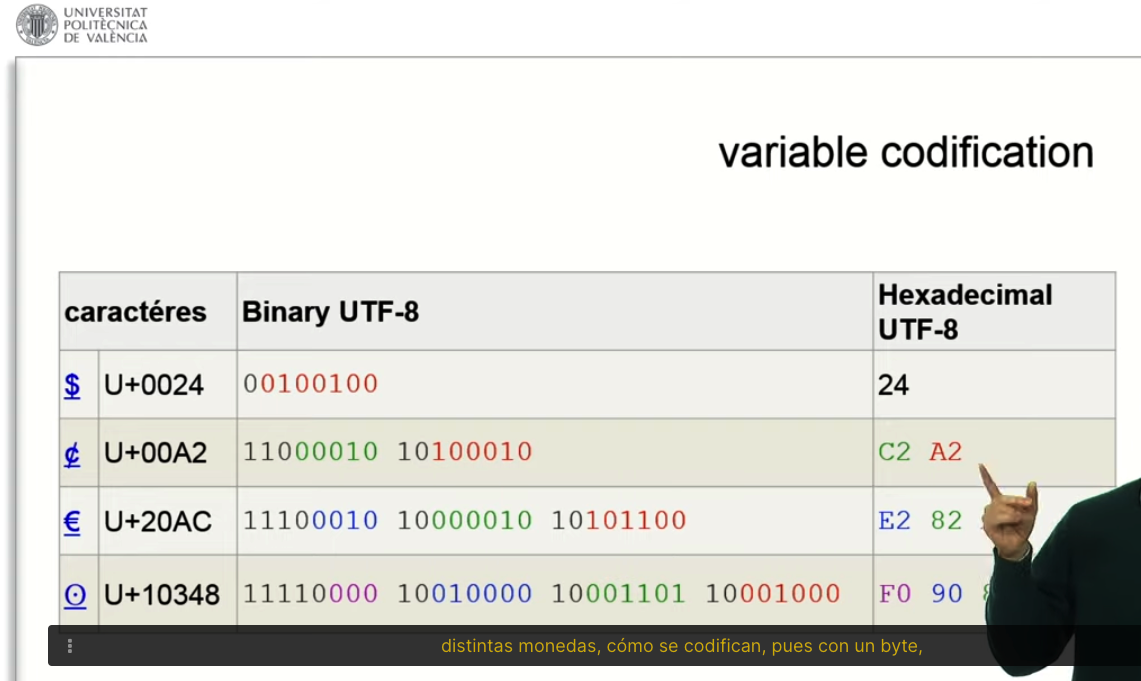 UNIVERSITAT
POLITÈCNICA
DE VALÈNCIA
variable codification
caractéres Binary UTF-8 Hexadecimal UTF-8
$ U+0024 00100100 24
¢ U+00A2 11000010 10100010 C2 A2
€ U+20AC 11100010 10000010 10101100 E2 82
ʘ U+10348 11110000 10010000 10001101 10001000 F0 90
distintas monedas, cómo se codifican, pues con un byte,